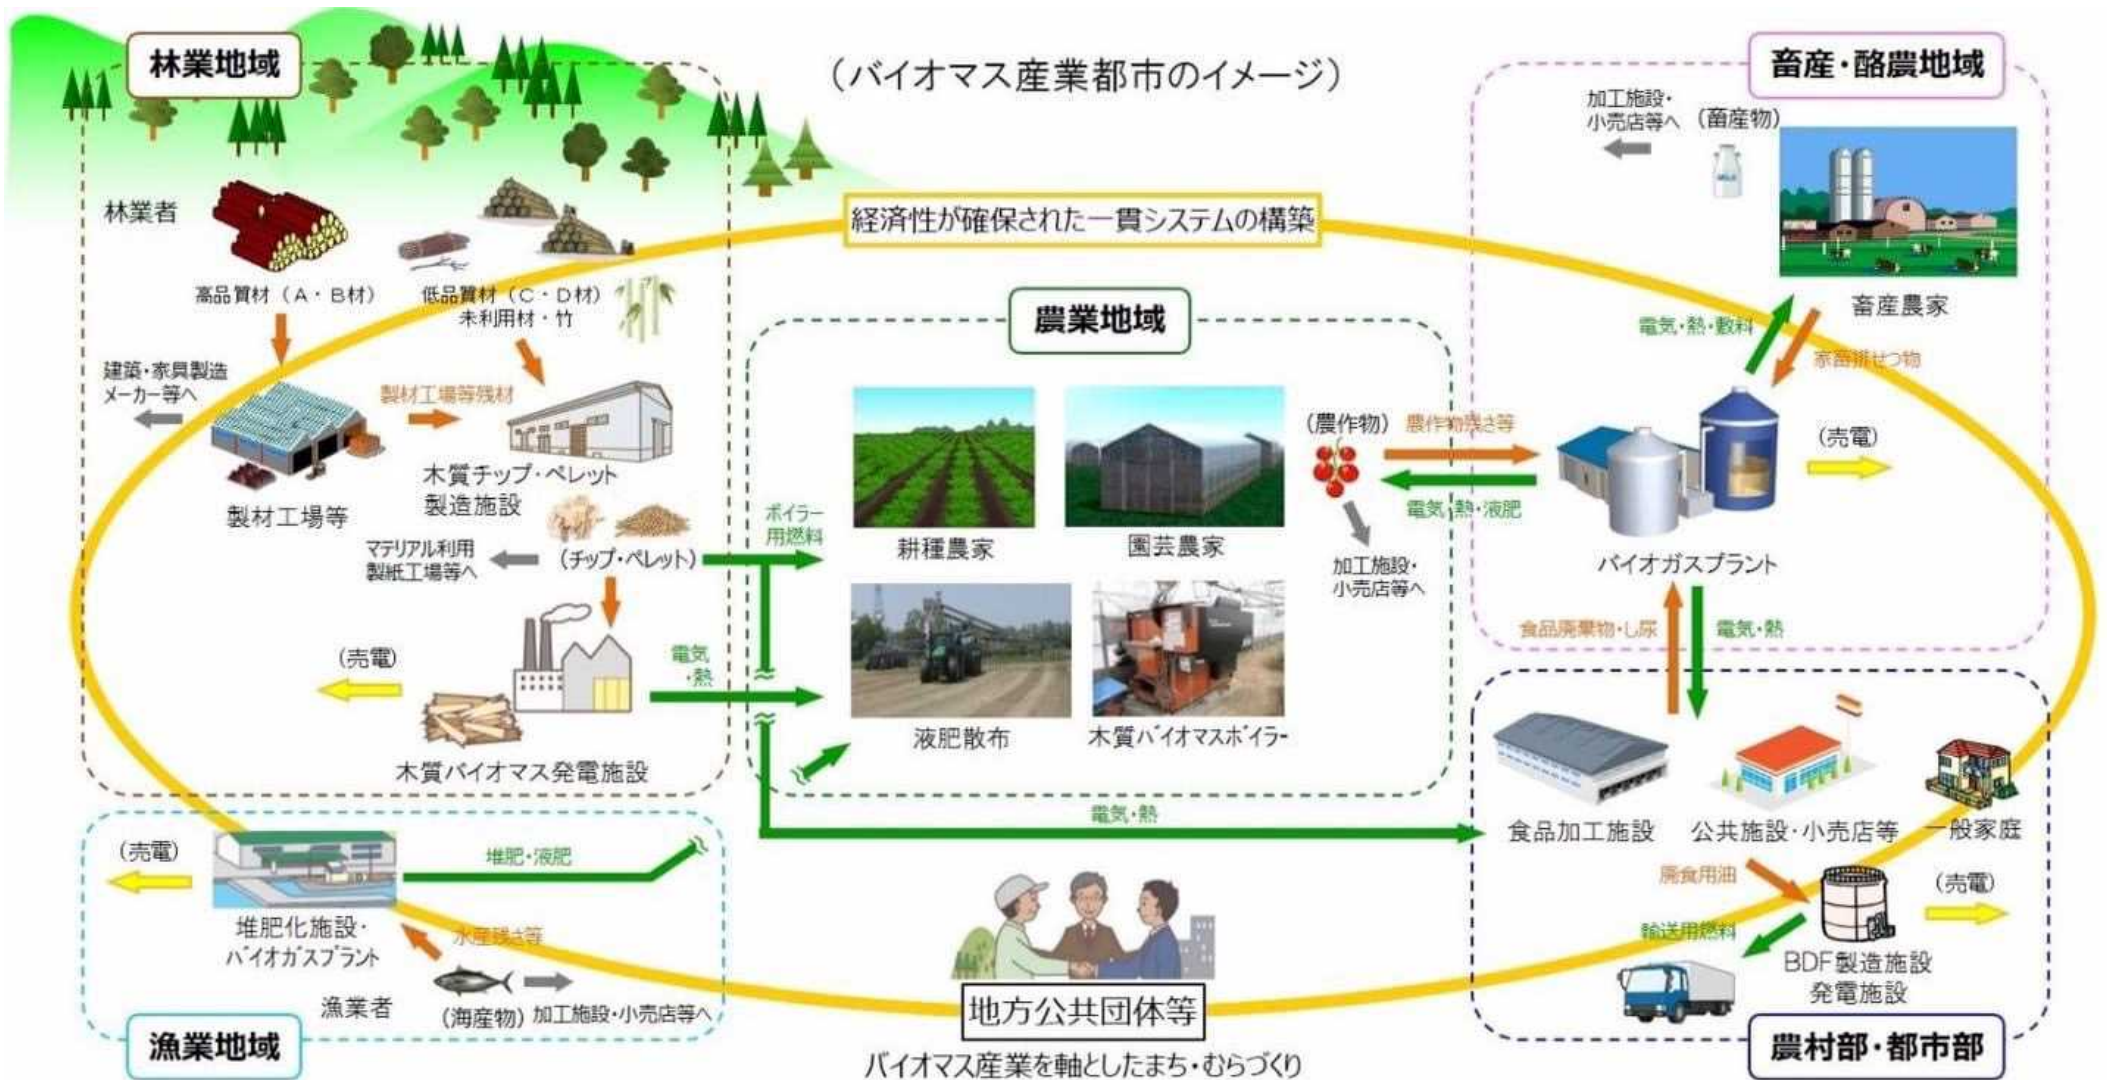 (バイオマス産業都市のイメージ)
林業地域
林業者
高品質材(A・B材)
低品質材(C・D材)
未利用材・竹
建築・家具製造
メーカー等へ
製材工場等残材
製材工場等
木質チップ・ペレット
製造施設
マテリアル利用
製紙工場等へ
(チップ・ペレット)
ボイラー
用燃料
(売電)
電気
・熱
木質バイオマス発電施設
経済性が確保された一貫システムの構築
農業地域
耕種農家
園芸農家
液肥散布
木質バイオマスボイラー
(農作物)
農作物残さ等
電気・熱・液肥
加工施設・
小売店等へ
畜産・酪農地域
加工施設・
小売店等へ
(畜産物)
MILK
畜産農家
電気・熱・敷料
家畜排せつ物
(売電)
バイオガスプラント
食品廃棄物・し尿
電気・熱
電気・熱
食品加工施設
公共施設・小売店等
一般家庭
廃食用油
(売電)
輸送用燃料
BDF製造施設
発電施設
農村部・都市部
(売電)
堆肥・液肥
堆肥化施設・
バイオガスプラント
水産残さ等
漁業者
(海産物)
加工施設・小売店等へ
漁業地域
地方公共団体等
バイオマス産業を軸としたまち・むらづくり